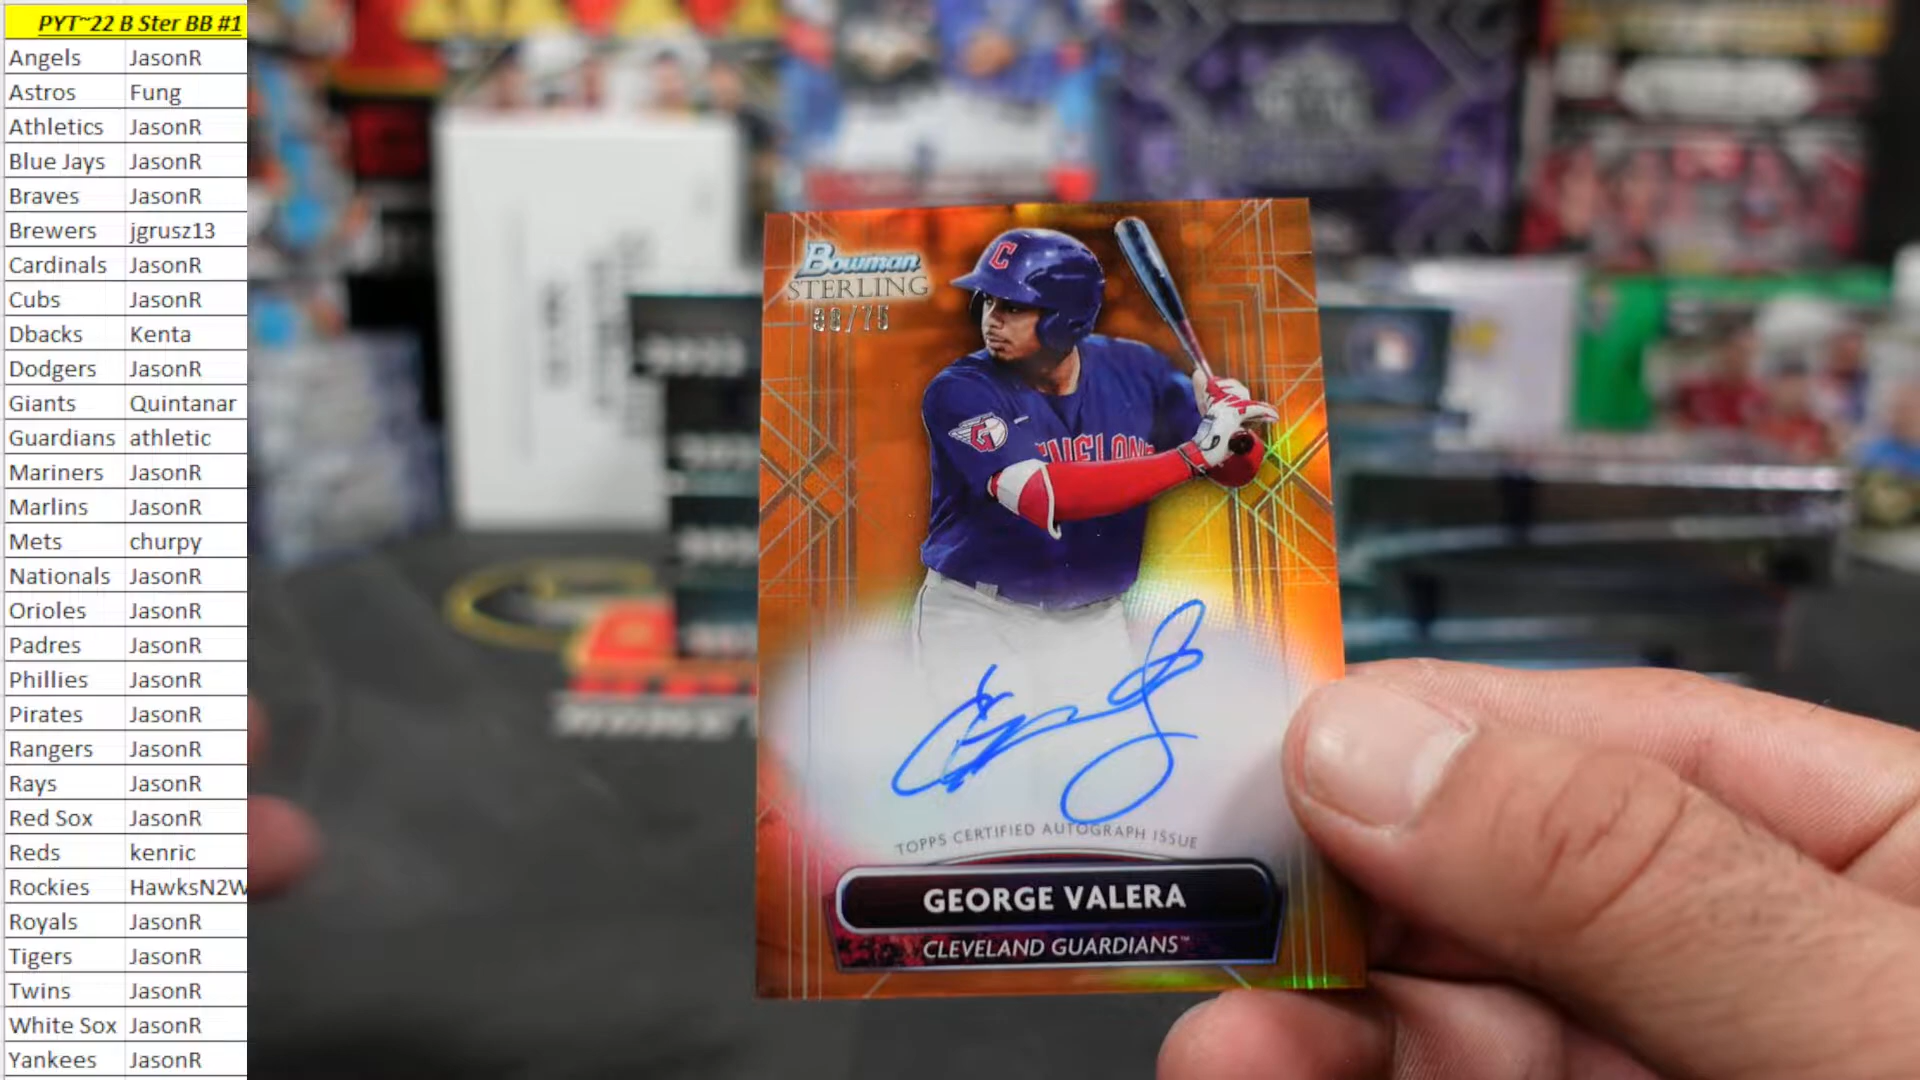 PYT~22 B Ster BB #1
Angels JasonR
Astros Fung
Athletics JasonR
Blue Jays JasonR
Braves JasonR
Brewers jgrusz13
Cardinals JasonR
Cubs JasonR
Dbacks Kenta
Dodgers JasonR
Giants Quintanar
Guardians athletic
Mariners JasonR
Marlins JasonR
Mets churpy
Nationals JasonR
Orioles JasonR
Padres JasonR
Phillies JasonR
Pirates JasonR
Rangers JasonR
Rays JasonR
Red Sox JasonR
Reds kenric
Rockies HawksN2W
Royals JasonR
Tigers JasonR
Twins JasonR
White Sox JasonR
Yankees JasonR
Bowman
STERLING
C
G
TOPPS CERTIFIED AUTOGRAPH ISSUE
GEORGE VALERA
CLEVELAND GUARDIANS™